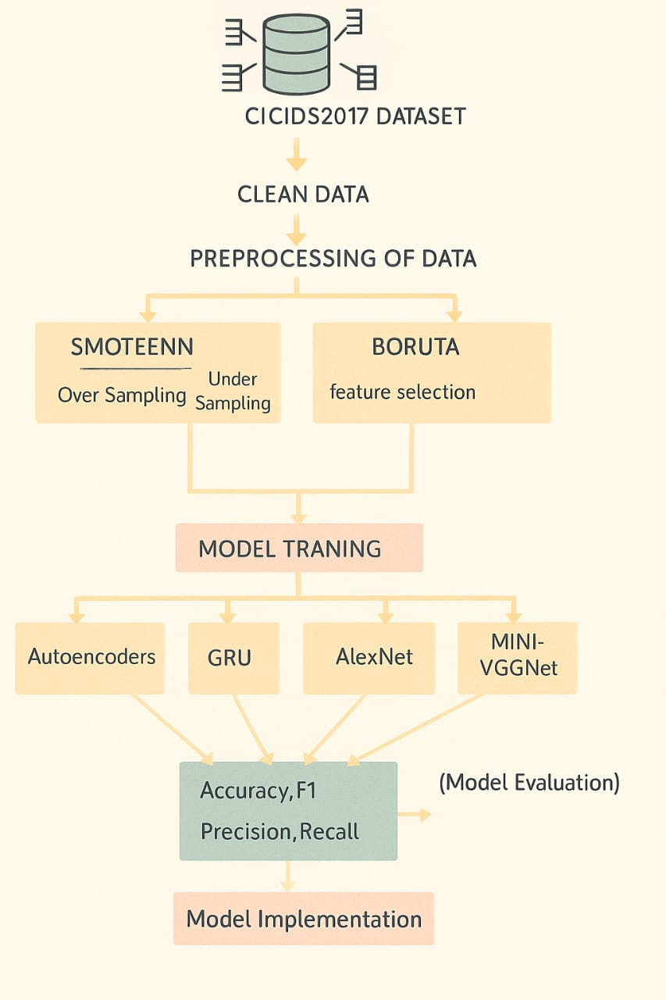 CICIDS2017 DATASET
CLEAN DATA
PREPROCESSING OF DATA
SMOTEENN
Over Sampling
Under
Sampling
BORUTA
feature selection
MODEL TRANING
Autoencoders
GRU
AlexNet
MINI-
VGGNet
Accuracy, F1
Precision, Recall
(Model Evaluation)
Model Implementation